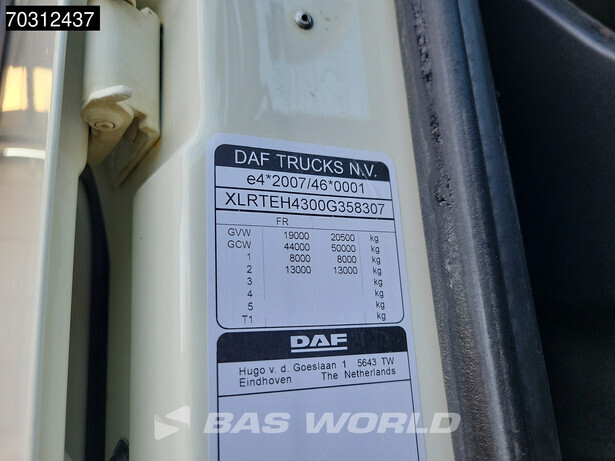 70312437
DAF TRUCKS N.V.
e4*2007/46*0001
XLRTEH4300G358307
FR
GVW 19000 20500 kg
GCW 44000 50000 kg
1 8000 8000 kg
2 13000 13000 kg
3 kg
4 kg
5 kg
T1 kg
DAF
Hugo v. d. Goeslaan 1 5643 TW
Eindhoven The Netherlands
BAS WORLD